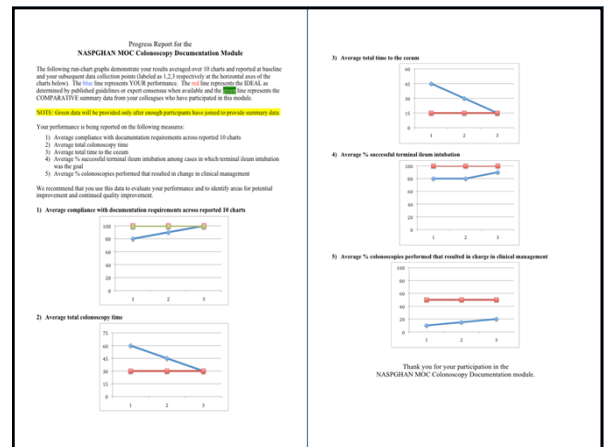 Progress Report for the
NASPGHAN MOC Colonoscopy Documentation Module
The following run-chart graphs demonstrate your results averaged over 10 charts and reported at baseline
and your subsequent data collection points (labeled as 1,2,3 respectively at the horizontal axes of the
charts below). The blue line represents YOUR performance. The red line represents the IDEAL as
determined by published guidelines or expert consensus when available and the green line represents the
COMPARATIVE summary data from your colleagues who have participated in this module.
NOTE: Green data will be provided only after enough participants have joined to provide summary data.
Your performance is being reported on the following measures:
1) Average compliance with documentation requirements across reported 10 charts
2) Average total colonoscopy time
3) Average total time to the cecum
4) Average % successful terminal ileum intubation among cases in which terminal ileum intubation
was the goal
5) Average % colonoscopies performed that resulted in change in clinical management
We recommend that you use this data to evaluate your performance and to identify areas for potential
improvement and continued quality improvement.
1) Average compliance with documentation requirements across reported 10 charts
100
80
60
40
20
0
1 2 3
2) Average total colonoscopy time
75
60
45
30
15
0
1 2 3
3) Average total time to the cecum
60
45
30
15
0
1 2 3
4) Average % successful terminal ileum intubation
100
80
60
40
20
0
1 2 3
5) Average % colonoscopies performed that resulted in change in clinical management
100
80
60
40
20
0
1 2 3
Thank you for your participation in the
NASPGHAN MOC Colonoscopy Documentation module.